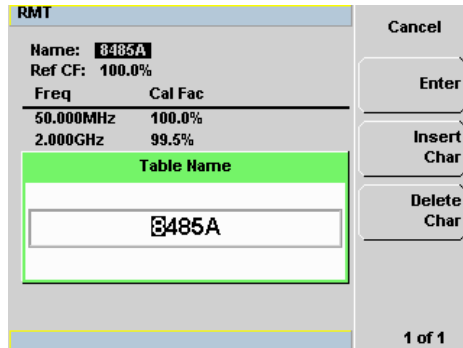 RMT
Name: 8485A
Ref CF: 100.0%
Freq Cal Fac
50.000MHz 100.0%
2.000GHz 99.5%
Table Name
8485A
Cancel
Enter
Insert
Char
Delete
Char
1 of 1